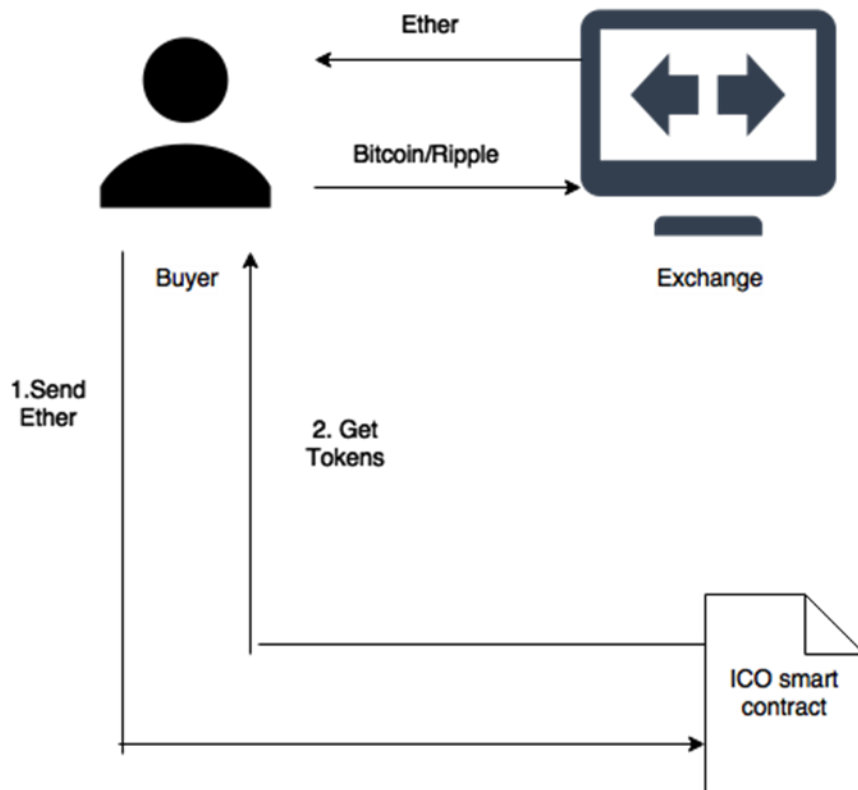 Ether
Bitcoin/Ripple
Buyer
Exchange
1.Send
Ether
2. Get
Tokens
ICO smart
contract